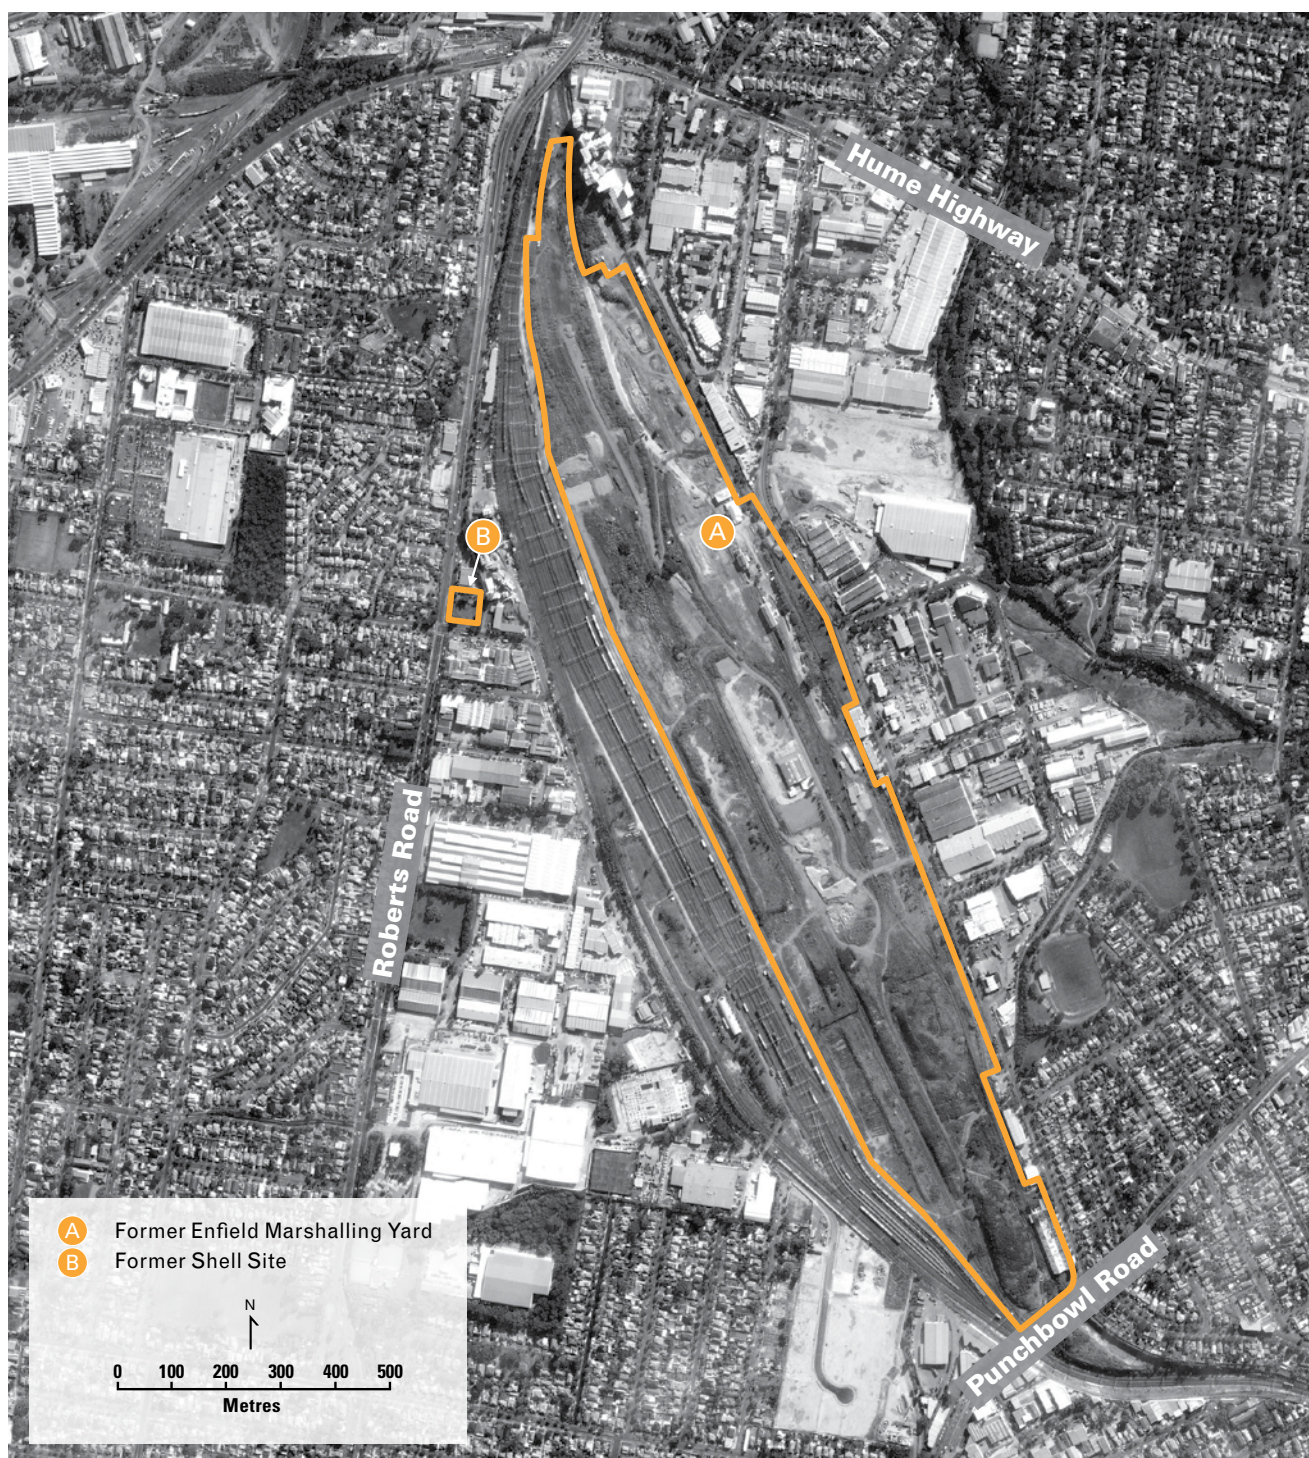 Hume Highway
A
B
Roberts Road
A Former Enfield Marshalling Yard
B Former Shell Site
N
0 100 200 300 400 500
Metres
Punchbowl Road